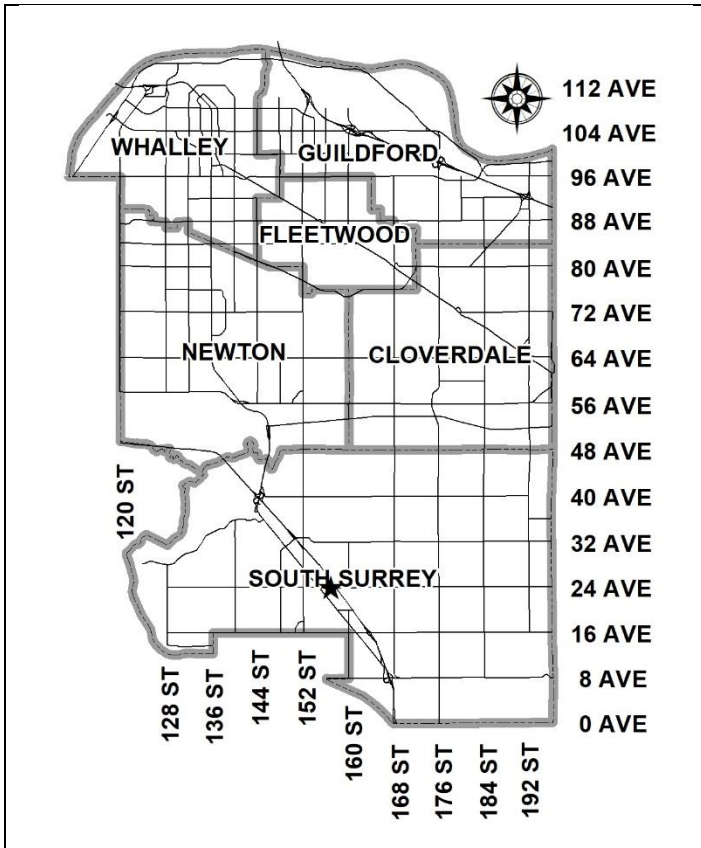 112 AVE
104 AVE
WHALLEY
GUILDFORD
96 AVE
88 AVE
FLEETWOOD
80 AVE
72 AVE
NEWTON
CLOVERDALE
64 AVE
56 AVE
48 AVE
120 ST
40 AVE
32 AVE
SOUTH SURREY
24 AVE
16 AVE
128 ST
136 ST
144 ST
152 ST
160 ST
8 AVE
0 AVE
168 ST
176 ST
184 ST
192 ST